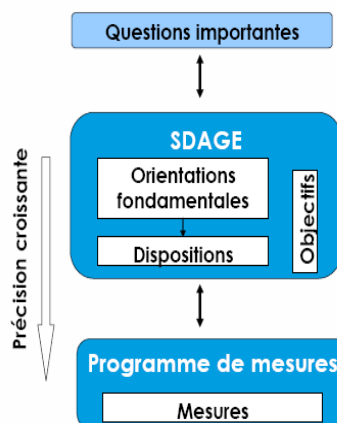 Questions importantes
SDAGE
Orientations
fondamentales
Dispositions
Objectifs
Précision croissante
Programme de mesures
Mesures